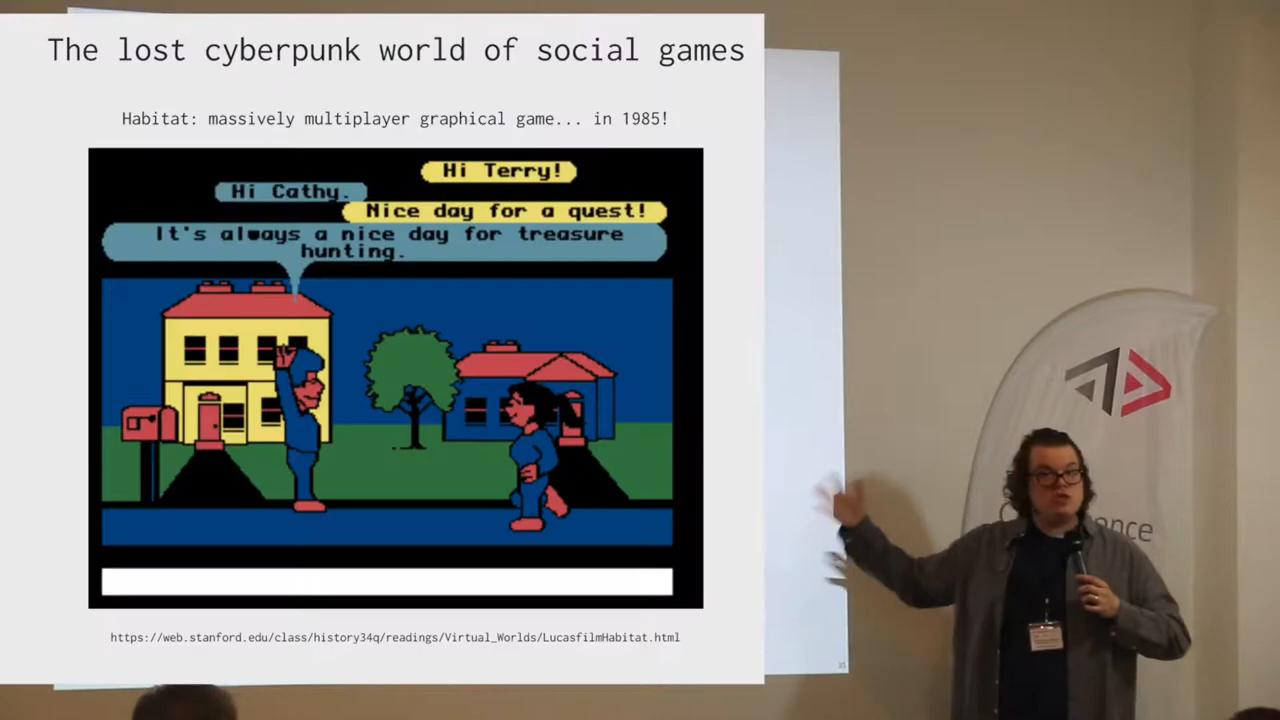 The lost cyberpunk world of social games
Habitat: massively multiplayer graphical game... in 1985!
Hi Terry!
Hi Cathy.
Nice day for a quest!
It's always a nice day for treasure
hunting.
https://web.stanford.edu/class/history34q/readings/Virtual_Worlds/LucasfilmHabitat.html